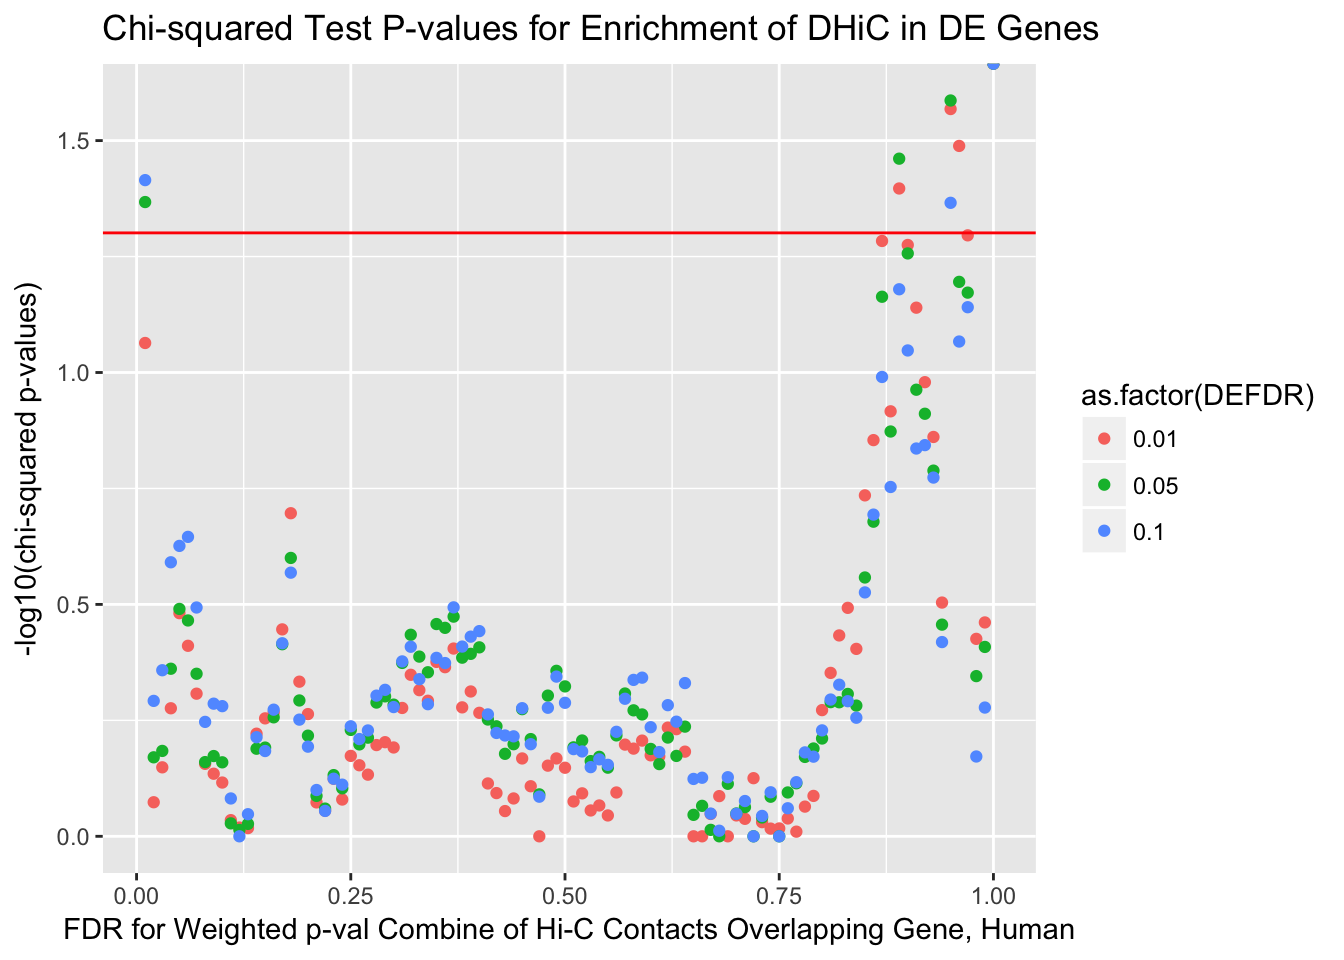 Chi-squared Test P-values for Enrichment of DHiC in DE Genes
-log10(chi-squared p-values)
1.5
1.0
0.5
0.0
0.00 0.25 0.50 0.75 1.00
FDR for Weighted p-val Combine of Hi-C Contacts Overlapping Gene, Human
as.factor(DEFDR)
0.01
0.05
0.1